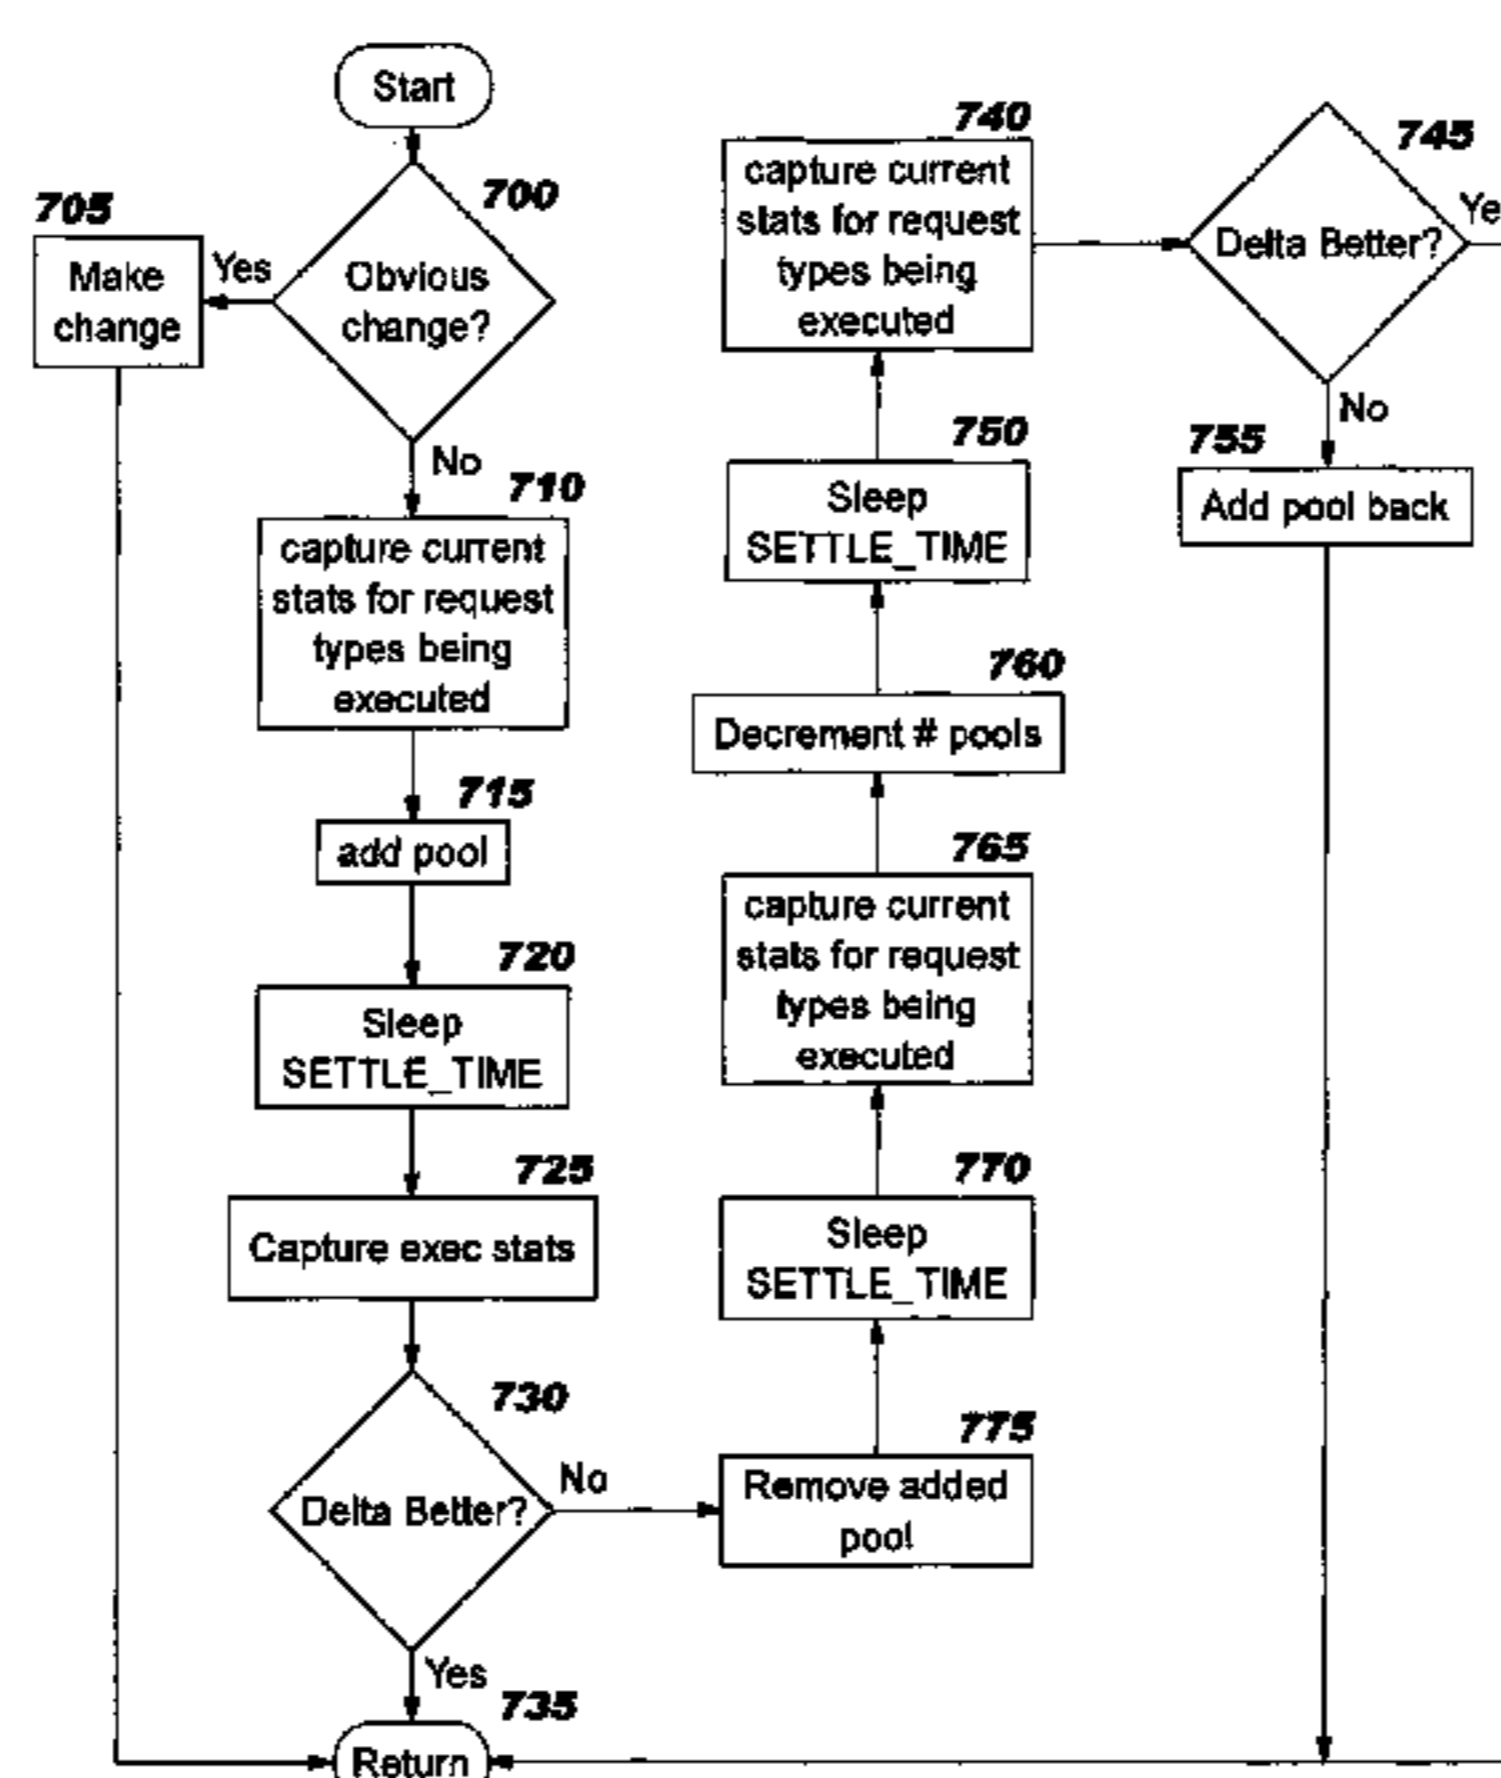 Start
700
705
Make
change
Yes
Obvious
change?
No
710
capture current
stats for request
types being
executed
715
add pool
720
Sleep
SETTLE_TIME
725
Capture exec stats
730
Delta Better?
No
Yes
735
Return
775
Remove added
pool
770
Sleep
SETTLE_TIME
765
capture current
stats for request
types being
executed
760
Decrement # pools
750
Sleep
SETTLE_TIME
740
capture current
stats for request
types being
executed
745
Delta Better?
Ye
No
755
Add pool back